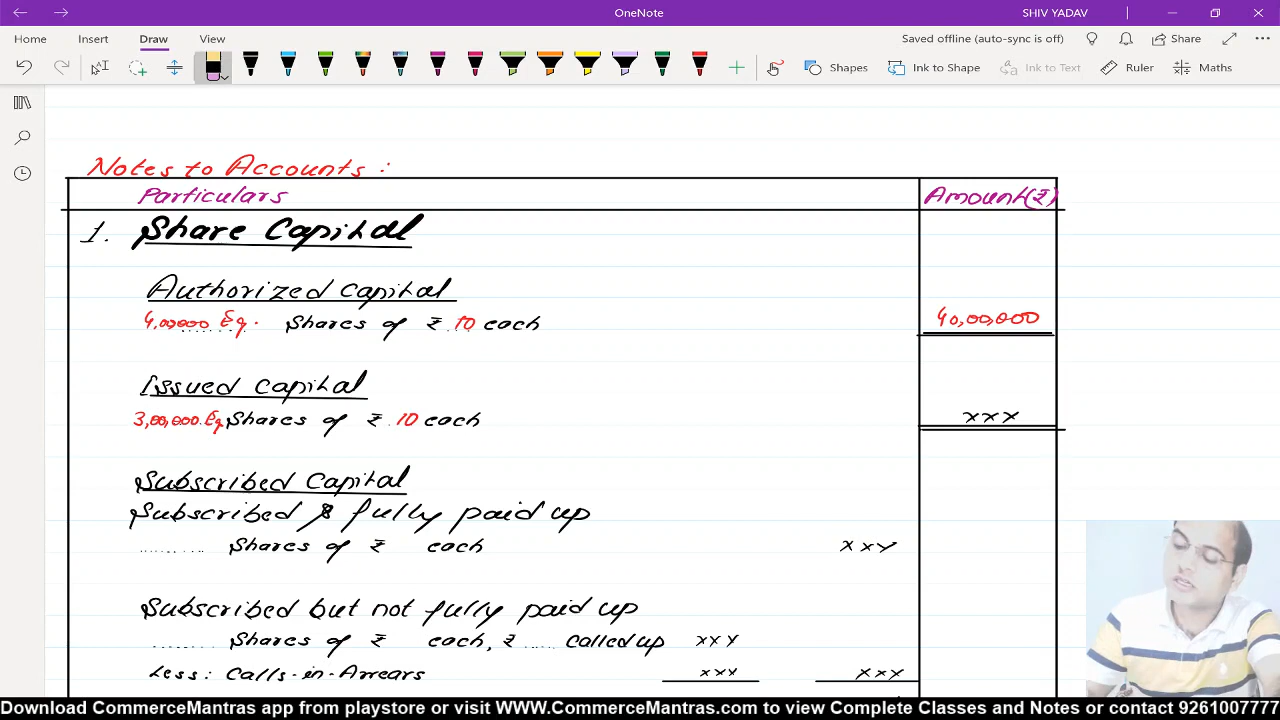 OneNote
SHIV YADAV
Home Insert Draw View
Saved offline (auto-sync is off)
Share
Shapes
Ink to Shape
Ink to Text
Ruler
Maths
Notes to Accounts :
Particulars
Amount(₹)
1. Share Capital
Authorized Capital
4,00,000 Eq. Shares of ₹ 10 each
40,00,000
Issued Capital
3,00,000 Eq Shares of ₹ 10 each
xxx
Subscribed Capital
Subscribed & fully paid up
.......... Shares of ₹ each xxy
Subscribed but not fully paid up
.......... Shares of ₹ each, ₹ ..... called up xxy
Less: Calls-in-Arrears xxx xxx
Download CommerceMantras app from playstore or visit WWW.CommerceMantras.com to view Complete Classes and Notes or contact 9261007777